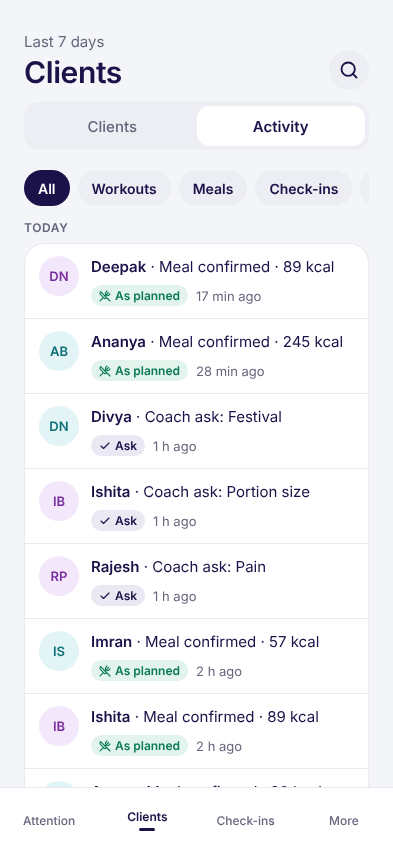 Last 7 days
Clients
Clients
Activity
All
Workouts
Meals
Check-ins
TODAY
DN
Deepak · Meal confirmed · 89 kcal
As planned
17 min ago
AB
Ananya · Meal confirmed · 245 kcal
As planned
28 min ago
DN
Divya · Coach ask: Festival
Ask
1 h ago
IB
Ishita · Coach ask: Portion size
Ask
1 h ago
RP
Rajesh · Coach ask: Pain
Ask
1 h ago
IS
Imran · Meal confirmed · 57 kcal
As planned
2 h ago
IB
Ishita · Meal confirmed · 89 kcal
As planned
2 h ago
Attention
Clients
Check-ins
More